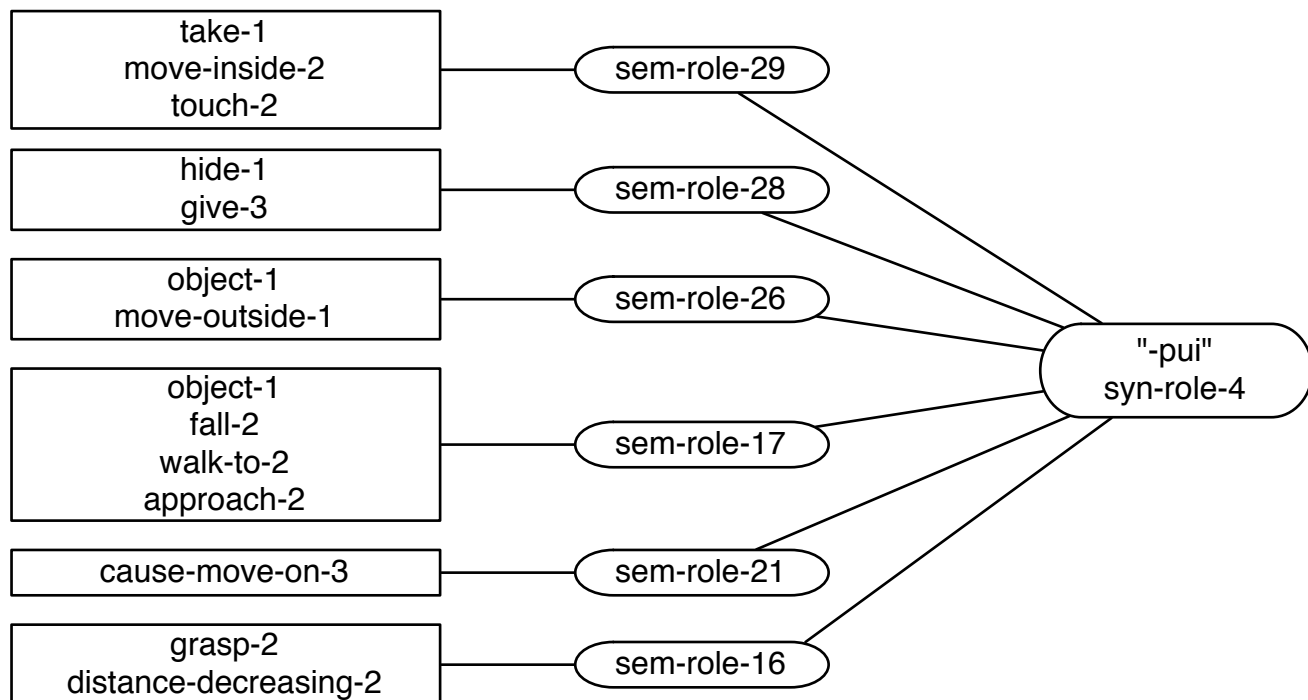 take-1
move-inside-2
touch-2
sem-role-29
hide-1
give-3
sem-role-28
object-1
move-outside-1
sem-role-26
object-1
fall-2
walk-to-2
approach-2
sem-role-17
cause-move-on-3
sem-role-21
grasp-2
distance-decreasing-2
sem-role-16
"-pui"
syn-role-4